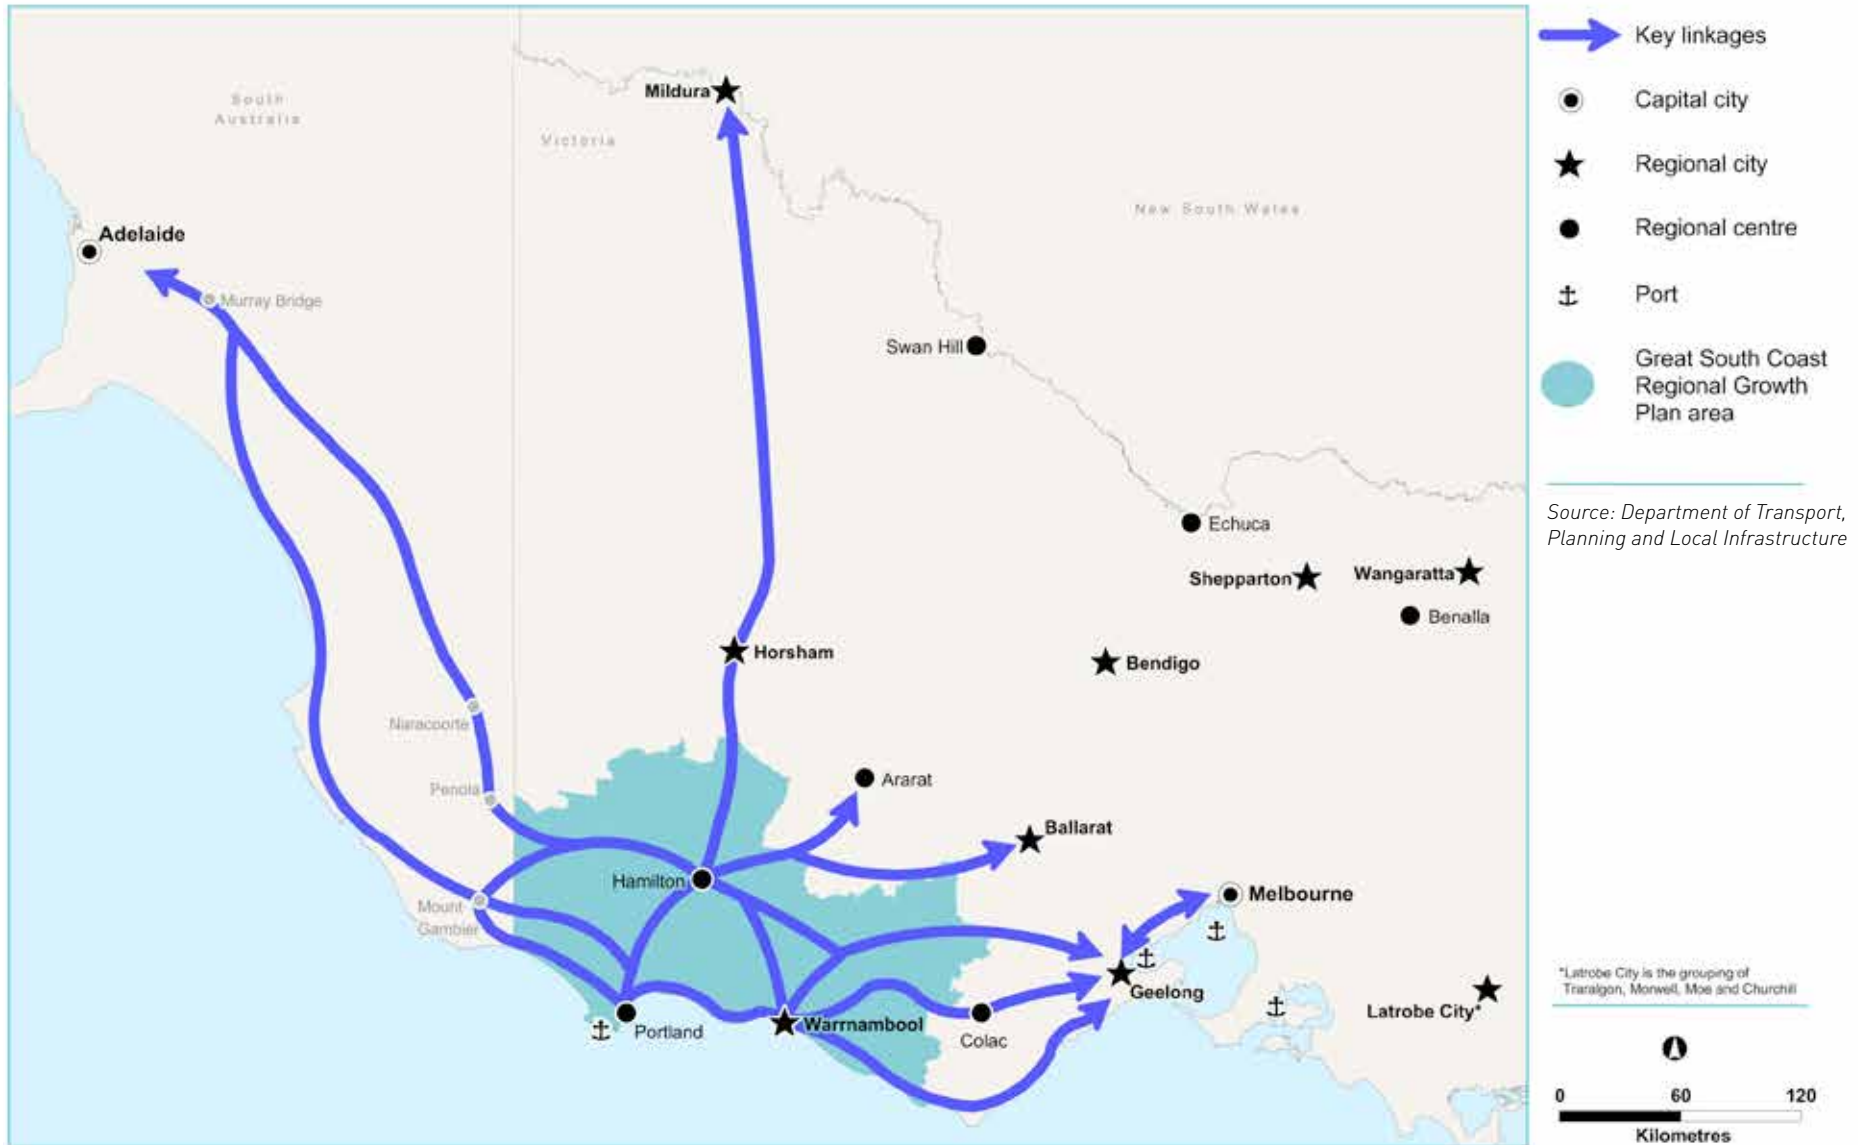 South
Australia
Mildura
Victoria
New South Wales
Adelaide
Murray Bridge
Swan Hill
Echuca
Shepparton
Wangaratta
Benalla
Horsham
Bendigo
Naracoorte
Penola
Ararat
Ballarat
Hamilton
Mount
Gambier
Melbourne
Geelong
Latrobe City*
Portland
Warrnambool
Colac
Key linkages
Capital city
Regional city
Regional centre
Port
Great South Coast
Regional Growth
Plan area
Source: Department of Transport,
Planning and Local Infrastructure
*Latrobe City is the grouping of
Traralgon, Morwell, Moe and Churchill
0 60 120
Kilometres